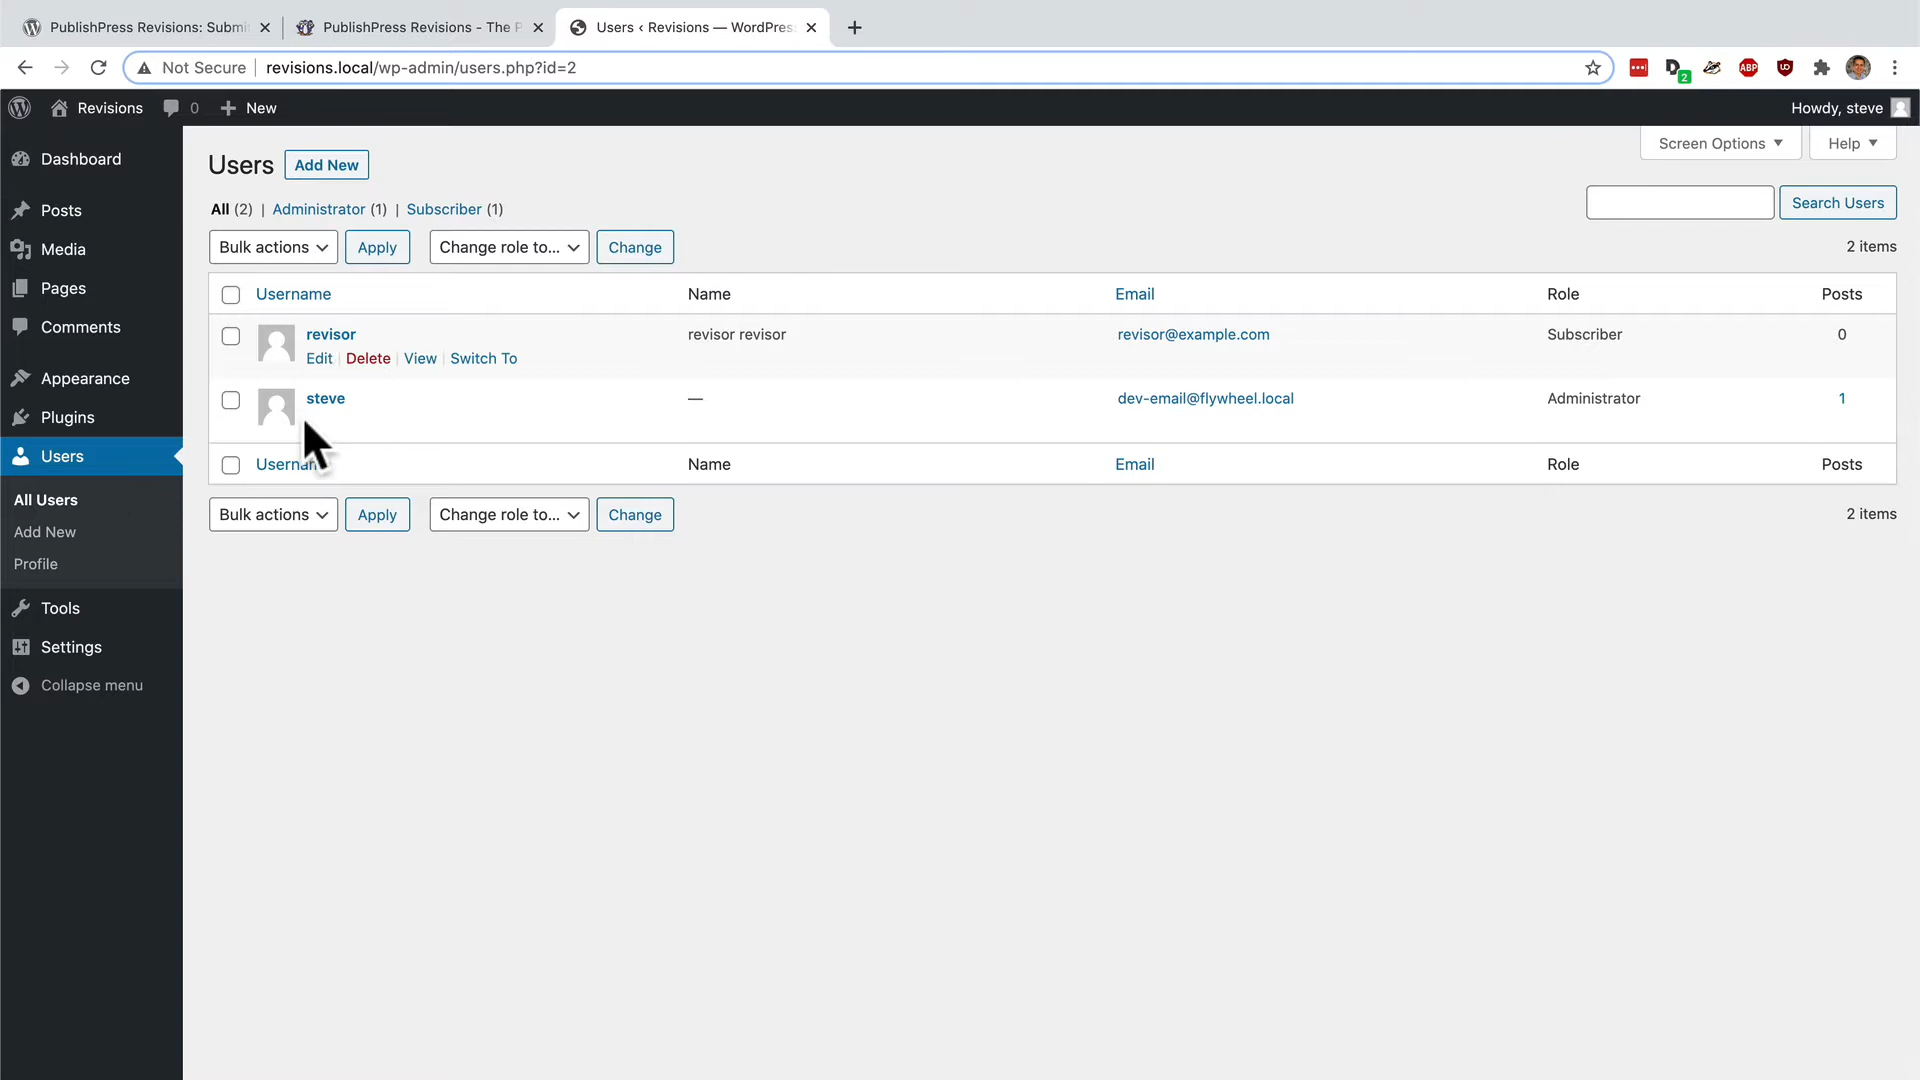 PublishPress Revisions: Submi
PublishPress Revisions - The P
Users ‹ Revisions — WordPres
Not Secure revisions.local/wp-admin/users.php?id=2
2
ABP
Revisions 0 New Howdy, steve
Screen Options Help
Dashboard
Posts
Media
Pages
Comments
Appearance
Plugins
Users
All Users
Add New
Profile
Tools
Settings
Collapse menu
Users Add New
All (2) | Administrator (1) | Subscriber (1)
Search Users
Bulk actions Apply Change role to... Change 2 items
Username Name Email Role Posts
revisor revisor revisor revisor@example.com Subscriber 0
Edit | Delete | View | Switch To
steve — dev-email@flywheel.local Administrator 1
Username Name Email Role Posts
Bulk actions Apply Change role to... Change 2 items